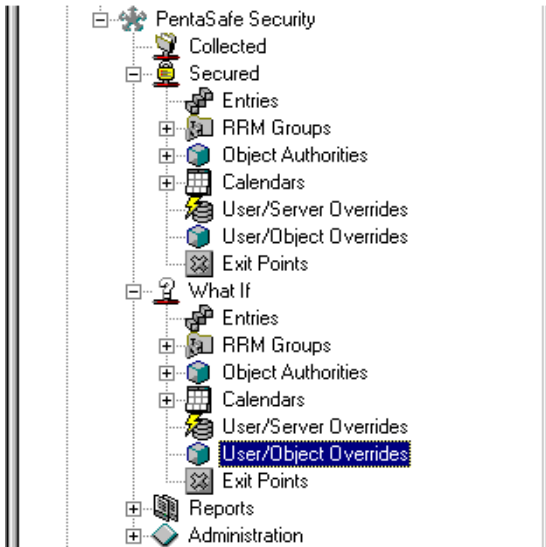 PentaSafe Security
Collected
Secured
Entries
RRM Groups
Object Authorities
Calendars
User/Server Overrides
User/Object Overrides
Exit Points
What If
Entries
RRM Groups
Object Authorities
Calendars
User/Server Overrides
User/Object Overrides
Exit Points
Reports
Administration